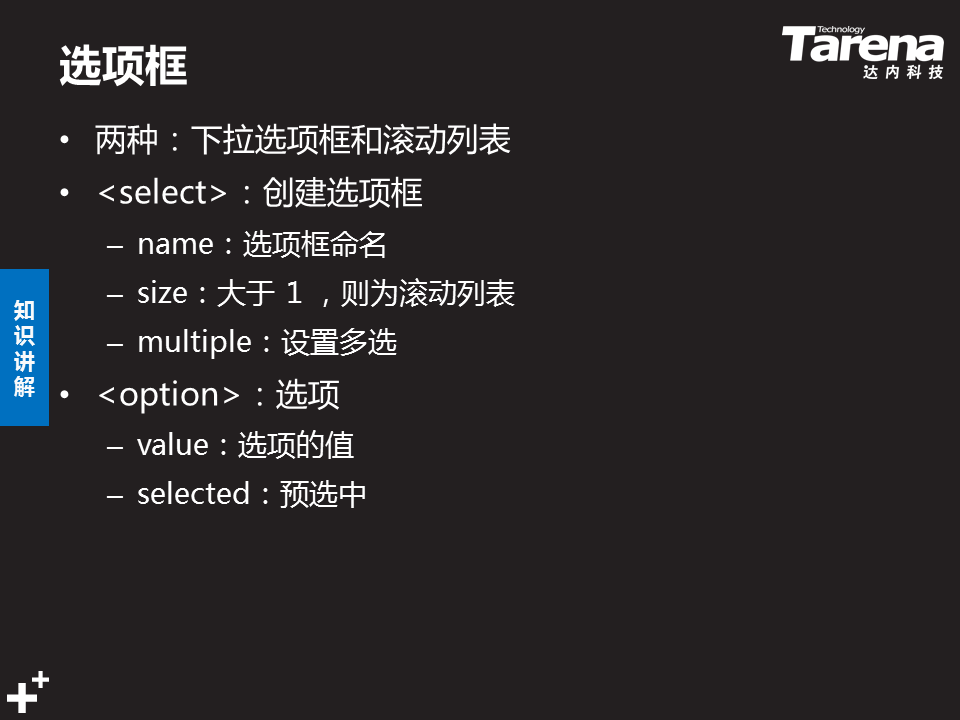 选项框
Technology
Tarena
达内科技
• 两种：下拉选项框和滚动列表
• <select>：创建选项框
– name：选项框命名
– size：大于 1 ，则为滚动列表
– multiple：设置多选
• <option>：选项
– value：选项的值
– selected：预选中
知识讲解